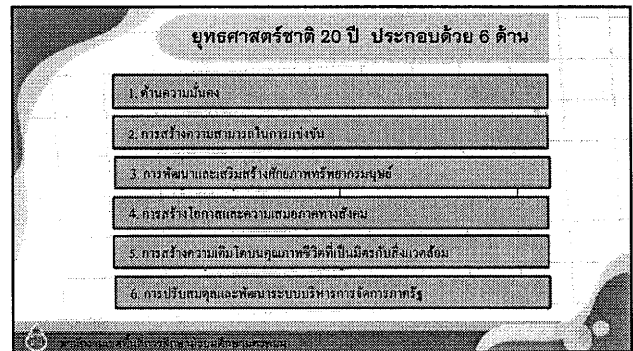 ยุทธศาสตร์ชาติ 20 ปี ประกอบด้วย 6 ด้าน
1. ด้านความมั่นคง
2. การสร้างความสามารถในการแข่งขัน
3. การพัฒนาและเสริมสร้างศักยภาพทรัพยากรมนุษย์
4. การสร้างโอกาสและความเสมอภาคทางสังคม
5. การสร้างความเติบโตบนคุณภาพชีวิตที่เป็นมิตรกับสิ่งแวดล้อม
6. การปรับสมดุลและพัฒนาระบบบริหารการจัดการภาครัฐ